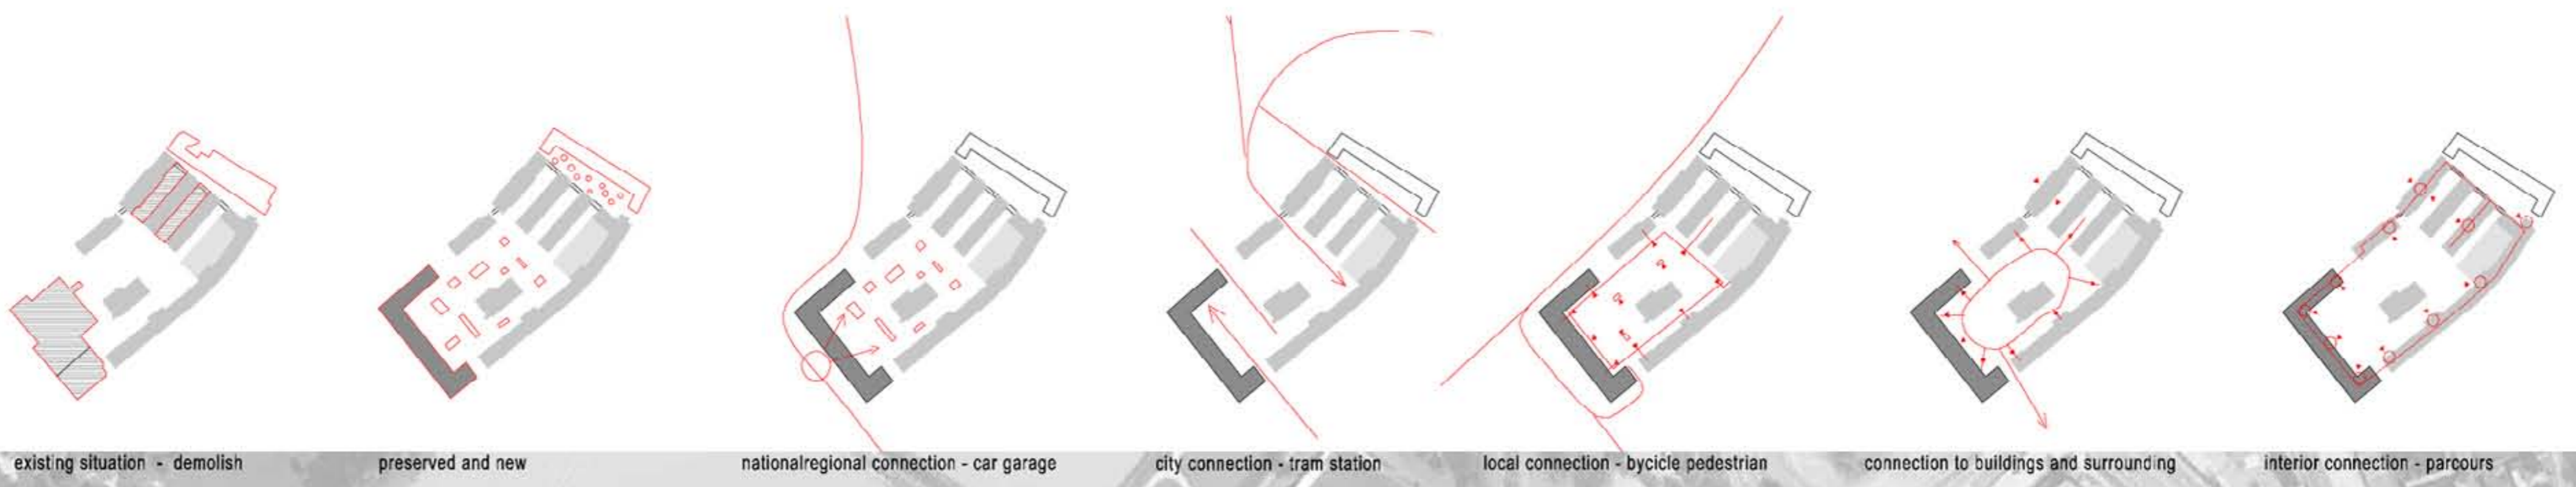 existing situation - demolish
preserved and new
nationalregional connection - car garage
city connection - tram station
local connection - bycicle pedestrian
connection to buildings and surrounding
interior connection - parcours